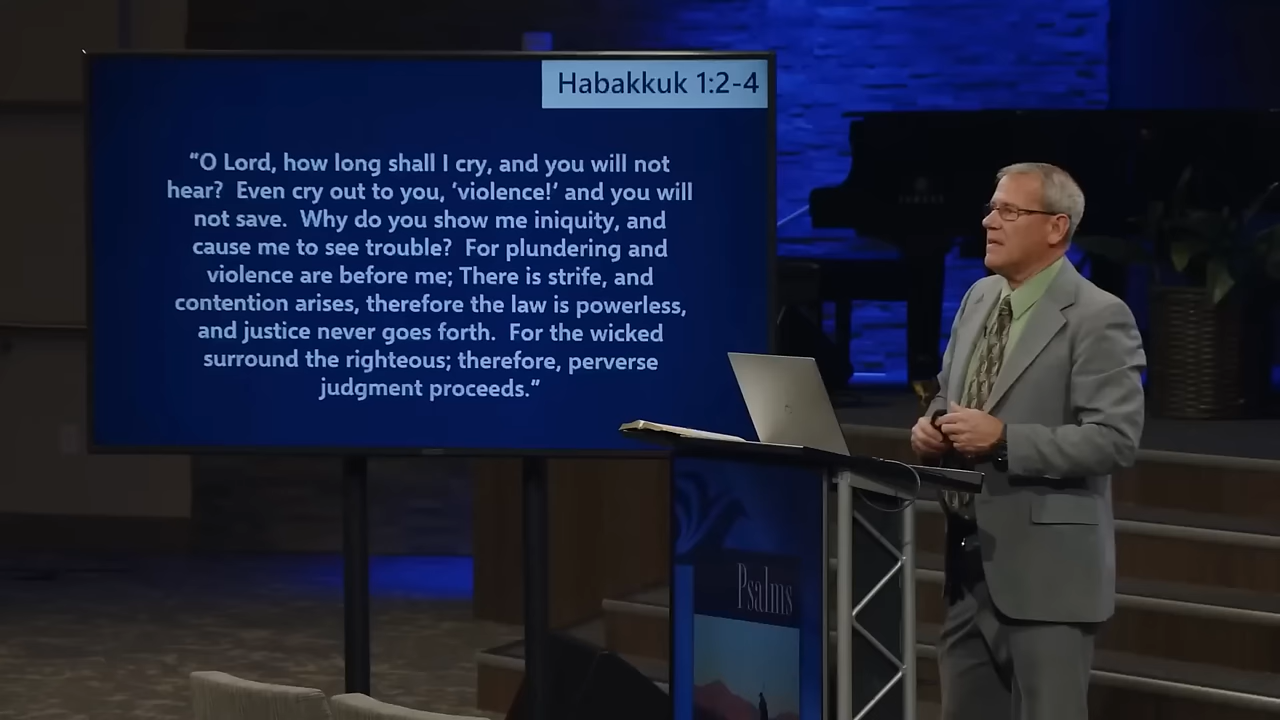 Habakkuk 1:2-4
“O Lord, how long shall I cry, and you will not
hear?  Even cry out to you, ‘violence!’ and you will
not save.  Why do you show me iniquity, and
cause me to see trouble?  For plundering and
violence are before me; There is strife, and
contention arises, therefore the law is powerless,
and justice never goes forth.  For the wicked
surround the righteous; therefore, perverse
judgment proceeds.”
Psalms